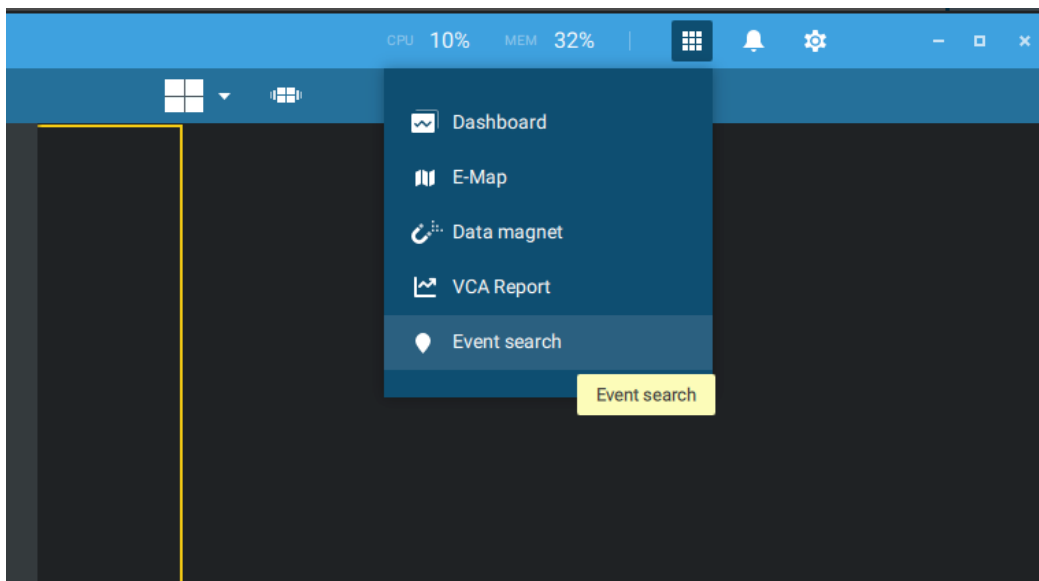 CPU 10% MEM 32%
Dashboard
E-Map
Data magnet
VCA Report
Event search
Event search